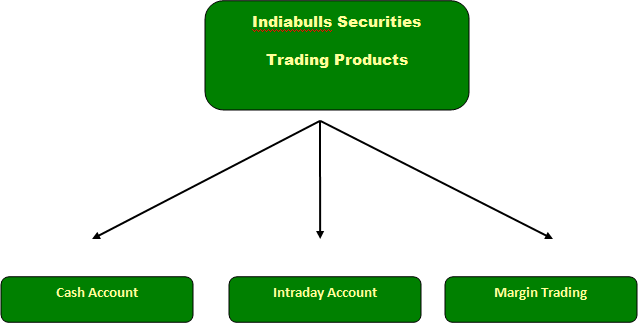 Indiabulls Securities
Trading Products
Cash Account
Intraday Account
Margin Trading